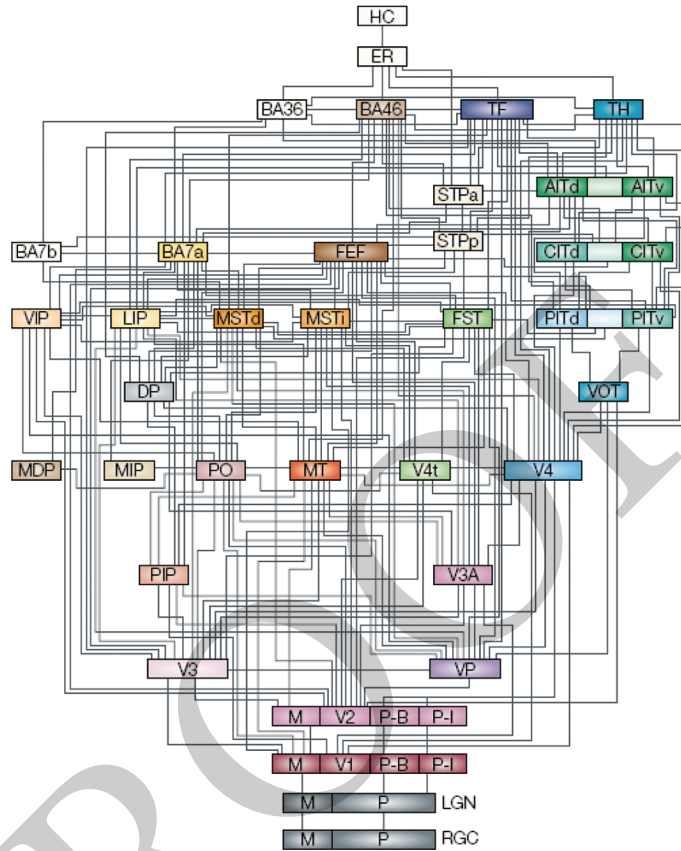 HC
ER
BA36 BA46 TF TH
AITd AITv
STPa
STPp
BA7b BA7a FEF CITd CITv
VIP LIP MSTd MSTi FST PITd PITv
DP VOT
MDP MIP PO MT V4t V4
PIP V3A
V3 VP
M V2 P-B P-I
M V1 P-B P-I
M P LGN
M P RGC
PROOF